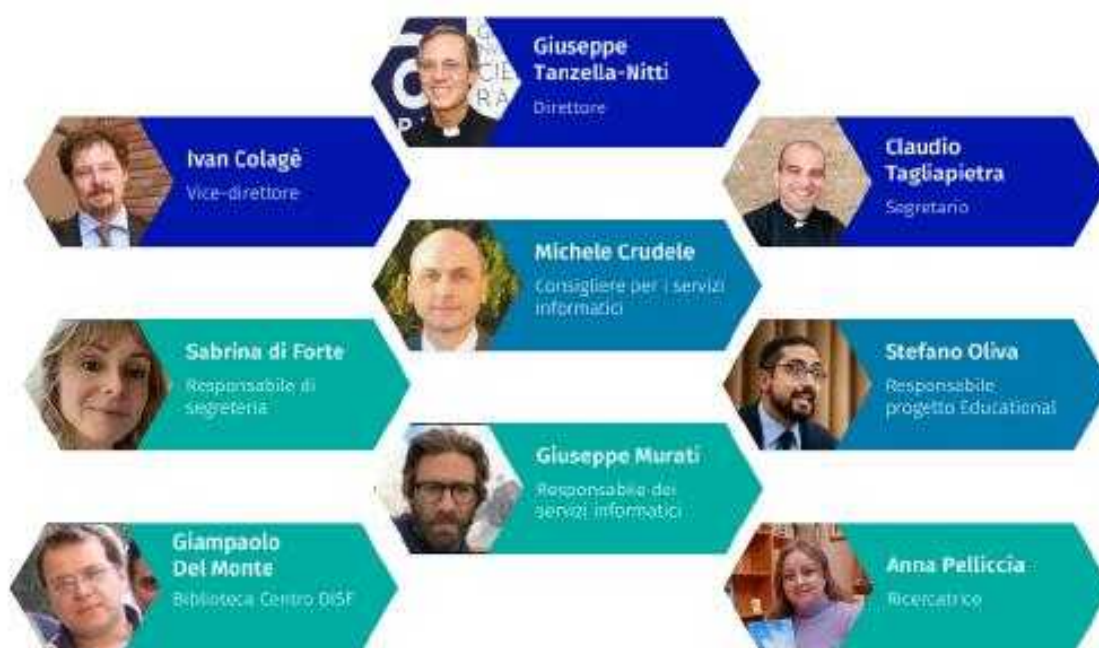 Giuseppe
Tanzella-Nitti
Direttore
Ivan Colagè
Vice-direttore
Claudio
Tagliapietra
Segretario
Michele Crudele
Consigliere per i servizi
informatici
Sabrina di Forte
Responsabile di
segreteria
Stefano Oliva
Responsabile
progetto Educational
Giuseppe Murati
Responsabile dei
servizi informatici
Giampaolo
Del Monte
Biblioteca Centro DISF
Anna Pelliccia
Ricercatrice